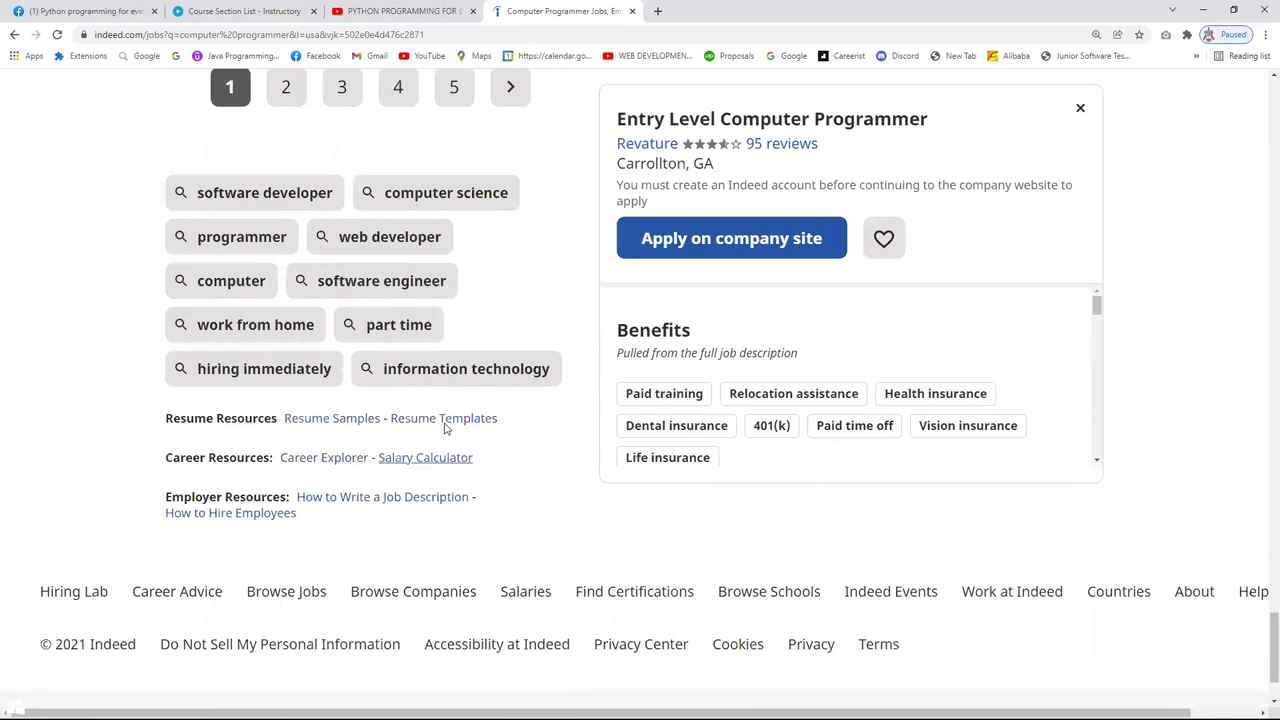 (1) Python programming for eve
Course Section List - Instructory
PYTHON PROGRAMMING FOR E
Computer Programmer Jobs, Em
indeed.com/jobs?q=computer%20programmer&l=usa&vjk=502e0e4d476c2871
Paused
Apps Extensions Google Java Programming... Facebook Gmail YouTube Maps https://calendar.go... WEB DEVELOPMEN... Proposals Google Careerist Discord New Tab Alibaba Junior Software Tes... » Reading list
1 2 3 4 5
software developer computer science
programmer web developer
computer software engineer
work from home part time
hiring immediately information technology
Resume Resources Resume Samples - Resume Templates
Career Resources: Career Explorer - Salary Calculator
Employer Resources: How to Write a Job Description -
How to Hire Employees
Entry Level Computer Programmer
Revature 95 reviews
Carrollton, GA
You must create an Indeed account before continuing to the company website to
apply
Apply on company site
Benefits
Pulled from the full job description
Paid training Relocation assistance Health insurance
Dental insurance 401(k) Paid time off Vision insurance
Life insurance
Hiring Lab Career Advice Browse Jobs Browse Companies Salaries Find Certifications Browse Schools Indeed Events Work at Indeed Countries About Help
© 2021 Indeed Do Not Sell My Personal Information Accessibility at Indeed Privacy Center Cookies Privacy Terms